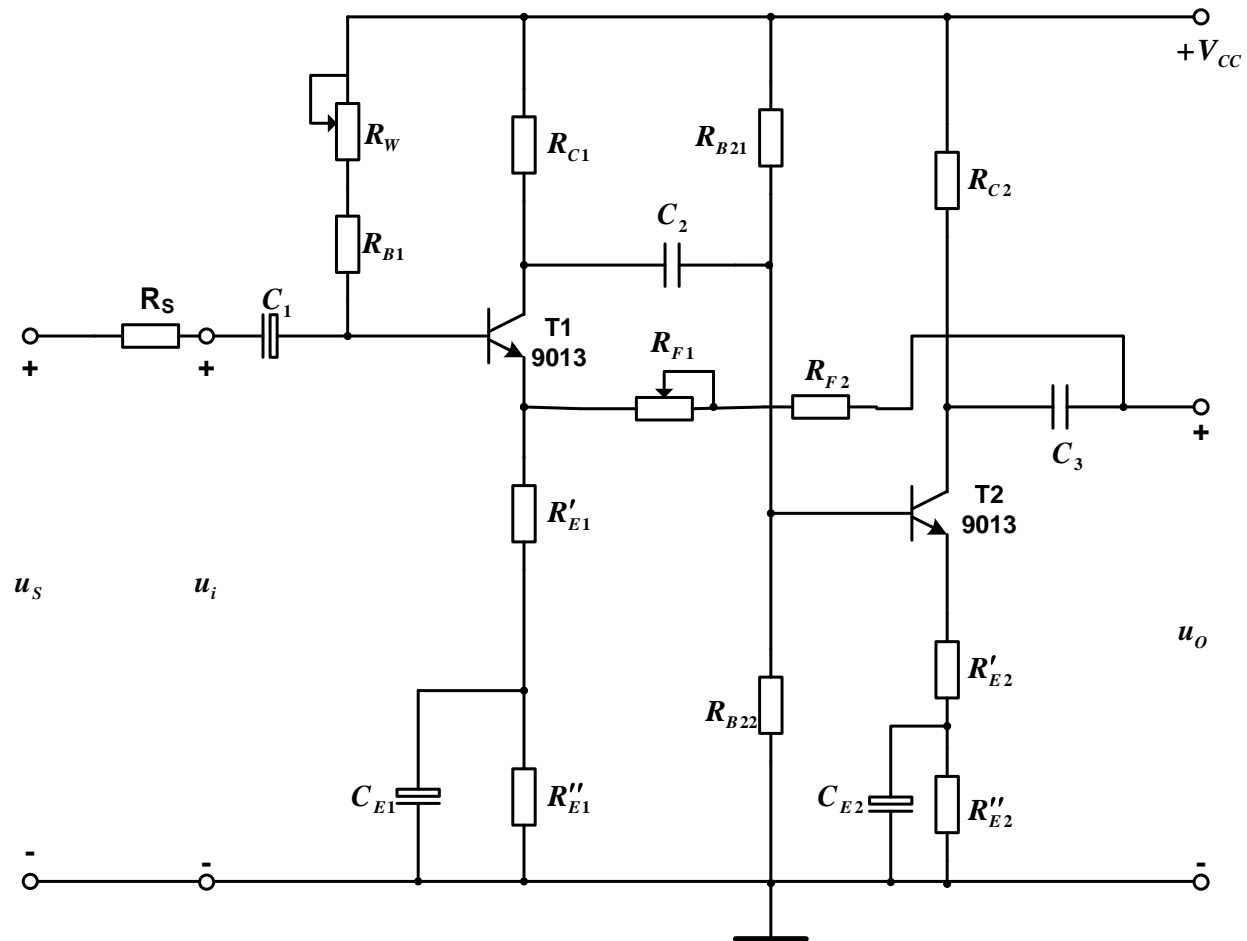 +V_CC
R_W
R_C1
R_B21
R_C2
C_2
R_B1
R_S
C_1
T1
9013
R_F1
R_F2
+
+
+
C_3
R′_E1
T2
9013
u_S
u_i
u_O
R′_E2
R_B22
C_E1
R″_E1
C_E2
R″_E2
-
-
-